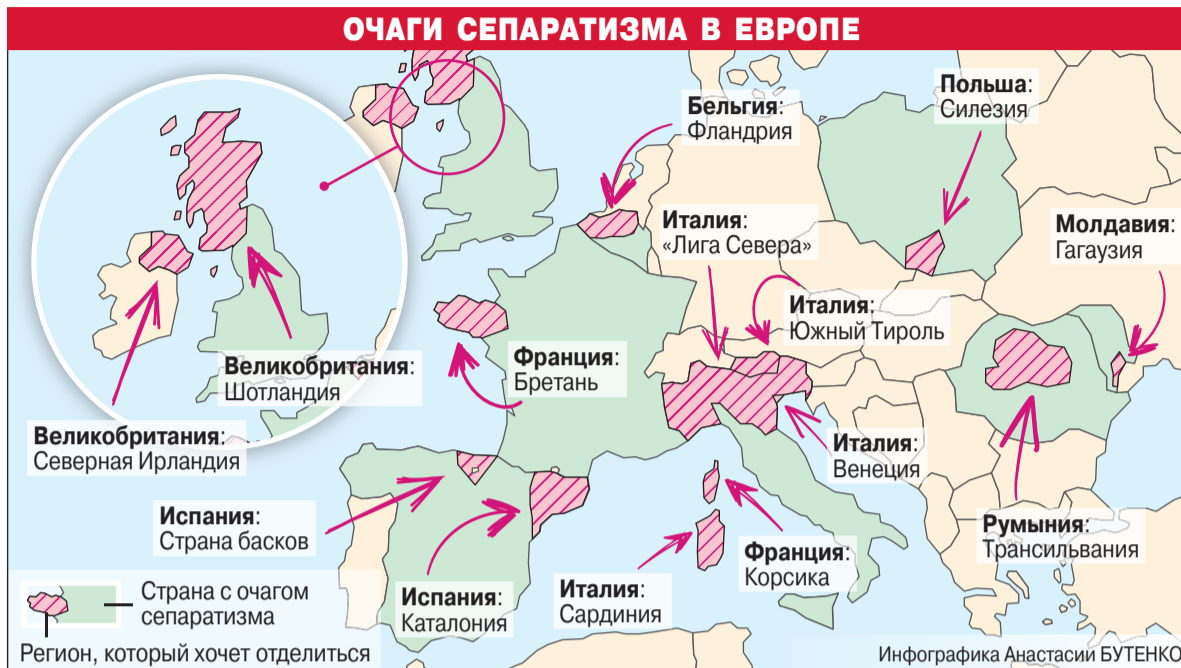 ОЧАГИ СЕПАРАТИЗМА В ЕВРОПЕ
Польша:
Силезия
Бельгия:
Фландрия
Италия:
«Лига Севера»
Молдавия:
Гагаузия
Италия:
Южный Тироль
Великобритания:
Шотландия
Франция:
Бретань
Великобритания:
Северная Ирландия
Италия:
Венеция
Испания:
Страна басков
Румыния:
Трансильвания
Франция:
Корсика
Италия:
Сардиния
Испания:
Каталония
Страна с очагом
сепаратизма
Регион, который хочет отделиться
Инфографика Анастасии БУТЕНКО